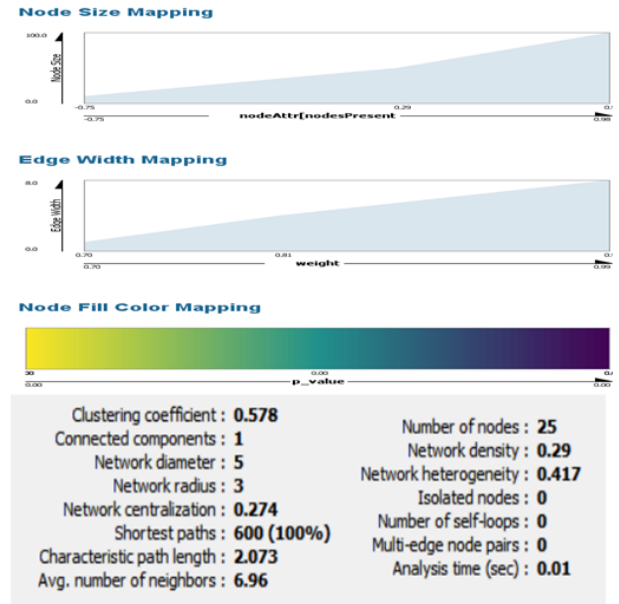 Node Size Mapping
100.0
Node Size
0.0
-0.75
0.29
0.
-0.75
nodeAttr[nodesPresent
0.98
Edge Width Mapping
8.0
Edge Width
0.0
0.70
0.81
0.
0.70
weight
0.99
Node Fill Color Mapping
0.00
0.00
p_value
0.00
Clustering coefficient : 0.578
Connected components : 1
Network diameter : 5
Network radius : 3
Network centralization : 0.274
Shortest paths : 600 (100%)
Characteristic path length : 2.073
Avg. number of neighbors : 6.96
Number of nodes : 25
Network density : 0.29
Network heterogeneity : 0.417
Isolated nodes : 0
Number of self-loops : 0
Multi-edge node pairs : 0
Analysis time (sec) : 0.01